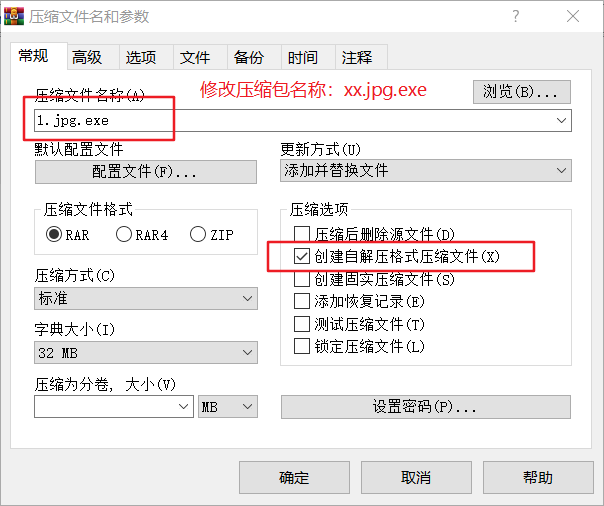 压缩文件名和参数
常规 高级 选项 文件 备份 时间 注释
压缩文件名称(A) 修改压缩包名称：xx.jpg.exe 浏览(B)...
1.jpg.exe
默认配置文件 更新方式(U)
配置文件(F)... 添加并替换文件
压缩文件格式 压缩选项
RAR RAR4 ZIP 压缩后删除源文件(D)
创建自解压格式压缩文件(X)
压缩方式(C) 创建固实压缩文件(S)
标准 添加恢复记录(E)
字典大小(I) 测试压缩文件(T)
32 MB 锁定压缩文件(L)
压缩为分卷, 大小(V)
MB 设置密码(P)...
确定 取消 帮助